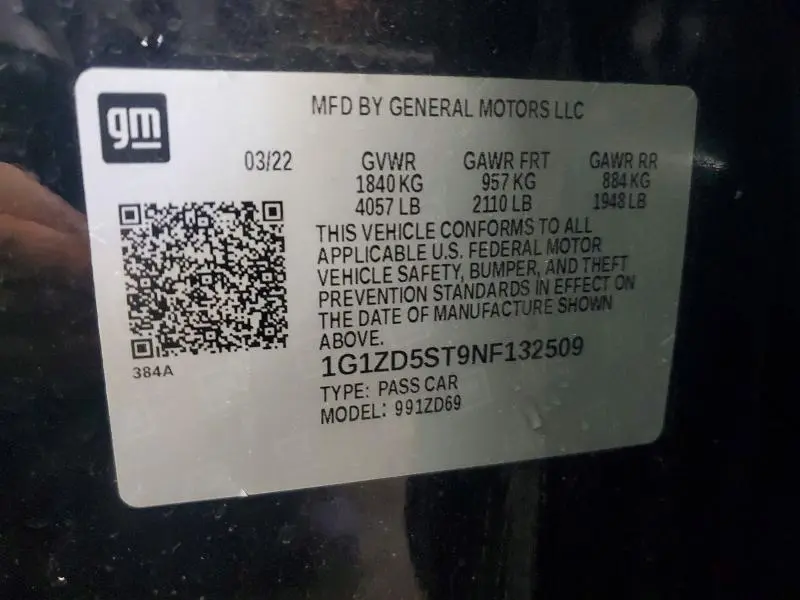 gm
MFD BY GENERAL MOTORS LLC
03/22 GVWR GAWR FRT GAWR RR
1840 KG 957 KG 884 KG
4057 LB 2110 LB 1948 LB
THIS VEHICLE CONFORMS TO ALL
APPLICABLE U.S. FEDERAL MOTOR
VEHICLE SAFETY, BUMPER, AND THEFT
PREVENTION STANDARDS IN EFFECT ON
THE DATE OF MANUFACTURE SHOWN
ABOVE.
384A
1G1ZD5ST9NF132509
TYPE: PASS CAR
MODEL: 991ZD69